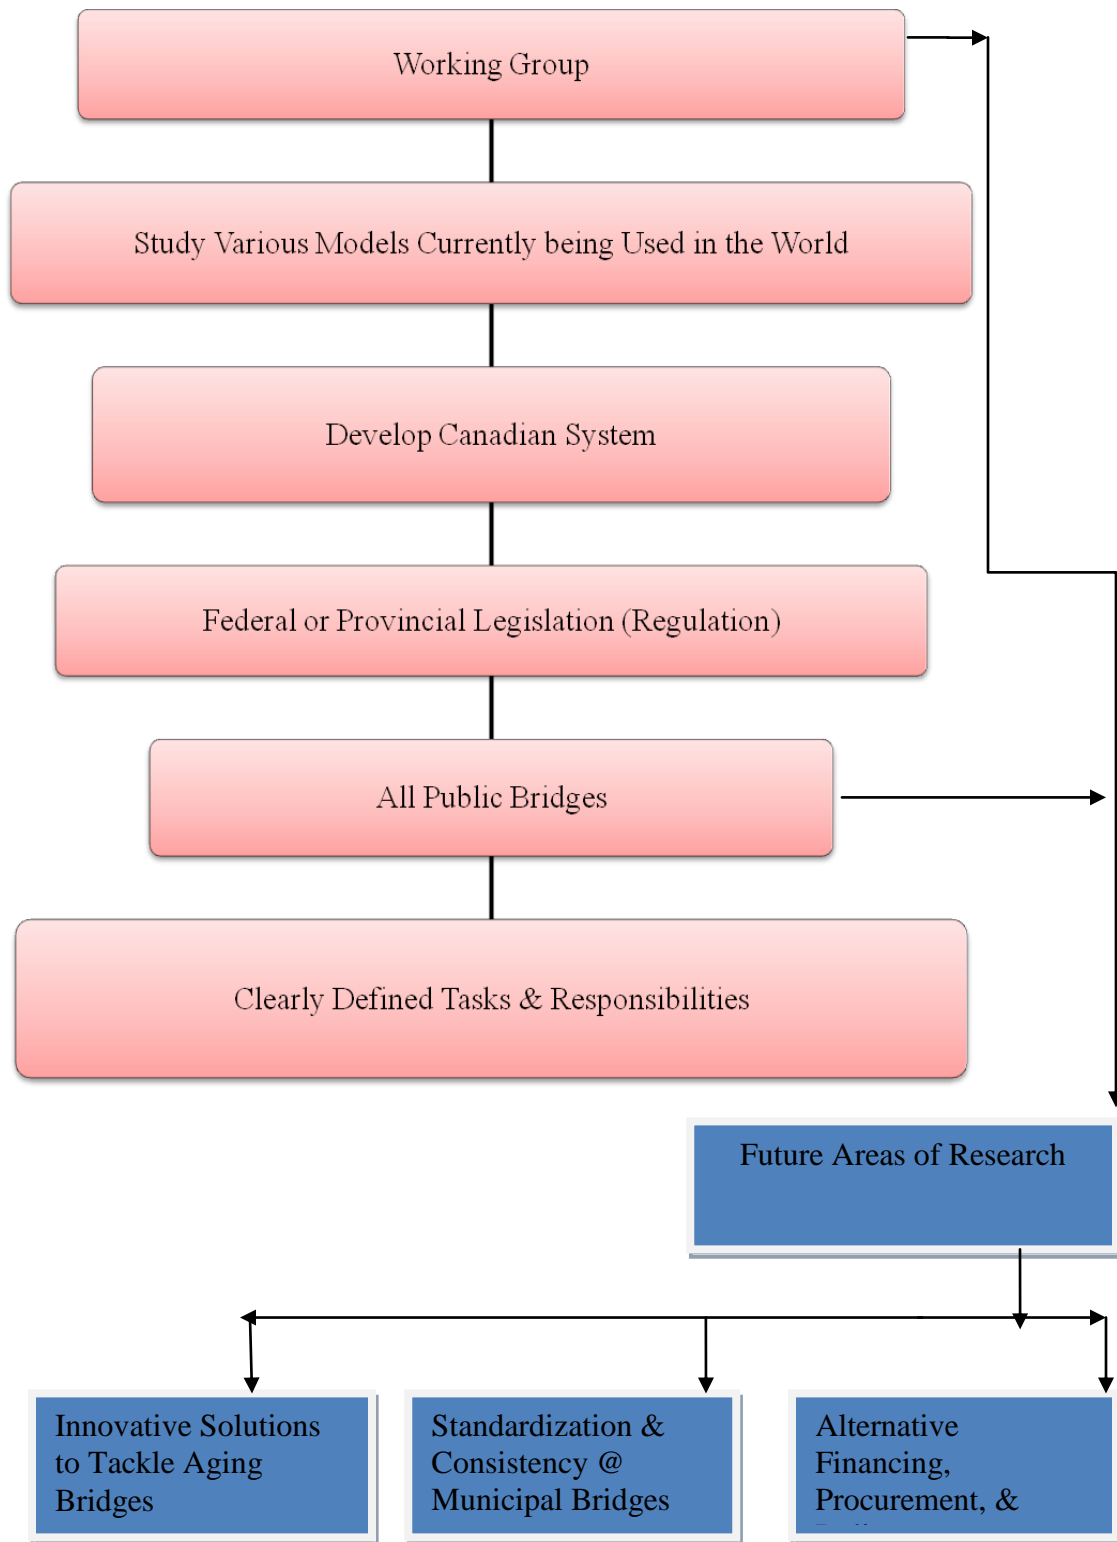 Working Group
Study Various Models Currently being Used in the World
Develop Canadian System
Federal or Provincial Legislation (Regulation)
All Public Bridges
Clearly Defined Tasks & Responsibilities
Future Areas of Research
Innovative Solutions
to Tackle Aging
Bridges
Standardization &
Consistency @
Municipal Bridges
Alternative
Financing,
Procurement, &